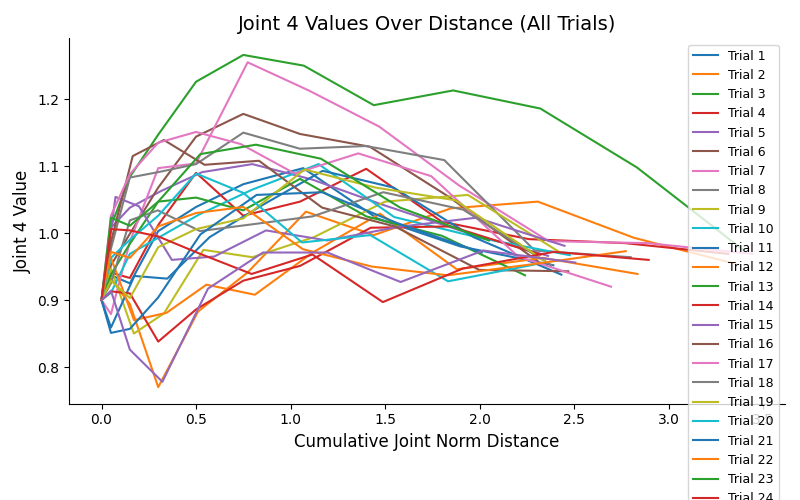 Joint 4 Values Over Distance (All Trials)
Joint 4 Value
1.2
1.1
1.0
0.9
0.8
0.0 0.5 1.0 1.5 2.0 2.5 3.0
Cumulative Joint Norm Distance
Trial 1
Trial 2
Trial 3
Trial 4
Trial 5
Trial 6
Trial 7
Trial 8
Trial 9
Trial 10
Trial 11
Trial 12
Trial 13
Trial 14
Trial 15
Trial 16
Trial 17
Trial 18
Trial 19
Trial 20
Trial 21
Trial 22
Trial 23
Trial 24